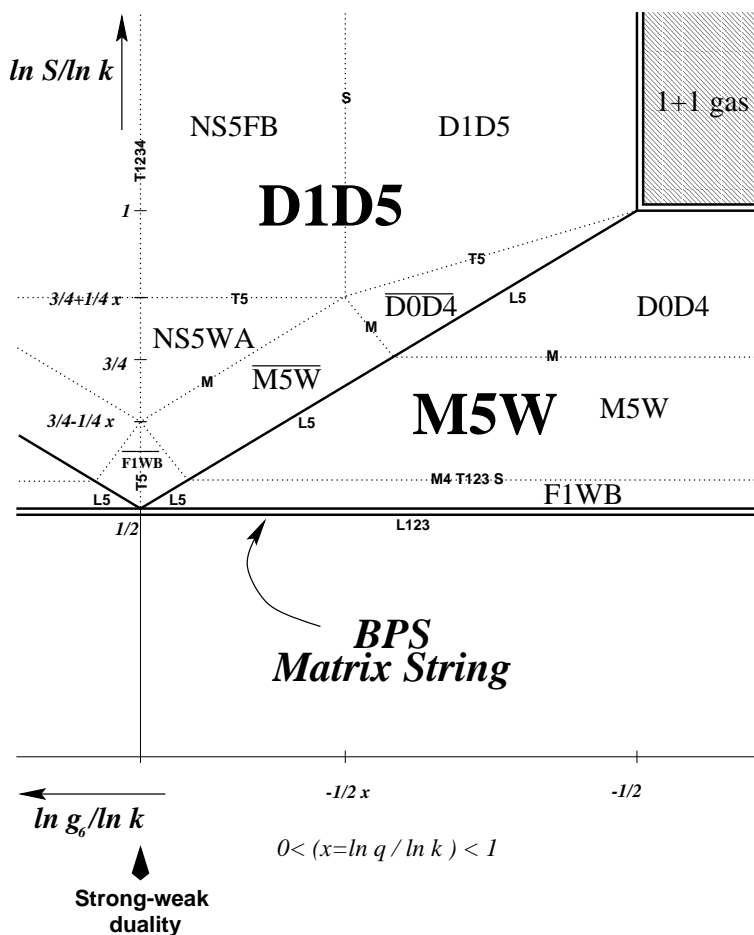 ln S/ln k
1+1 gas
S
NS5FB
D1D5
T1234
D1D5
1
T5
3/4+1/4 x
T5
D0D4
L5
D0D4
NS5WA
M
M
3/4
M5W
M
M5W
M5W
3/4-1/4 x
L5
F1WB
T5
M4 T123 S
L5
L5
F1WB
1/2
L123
BPS
Matrix String
-1/2 x
-1/2
ln g6/ln k
0< (x=ln q / ln k ) < 1
Strong-weak
duality